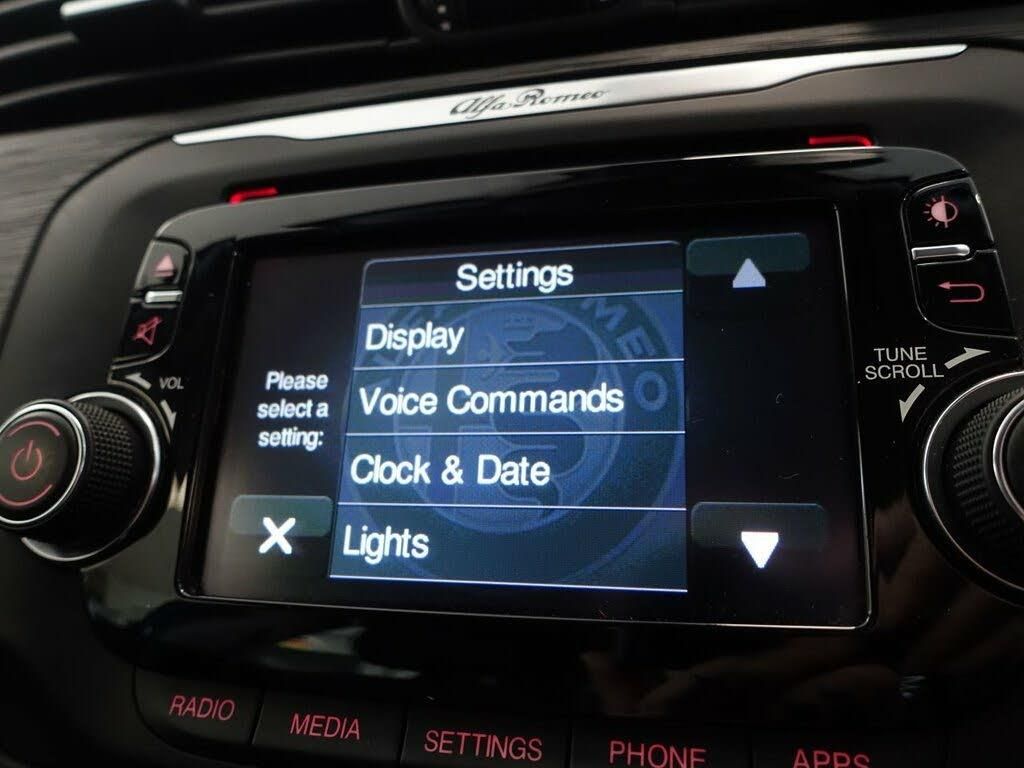 Alfa Romeo
Settings
Display
Voice Commands
Clock & Date
Lights
Please
select a
setting:
VOL
TUNE
SCROLL
RADIO
MEDIA
SETTINGS
PHONE
APPS